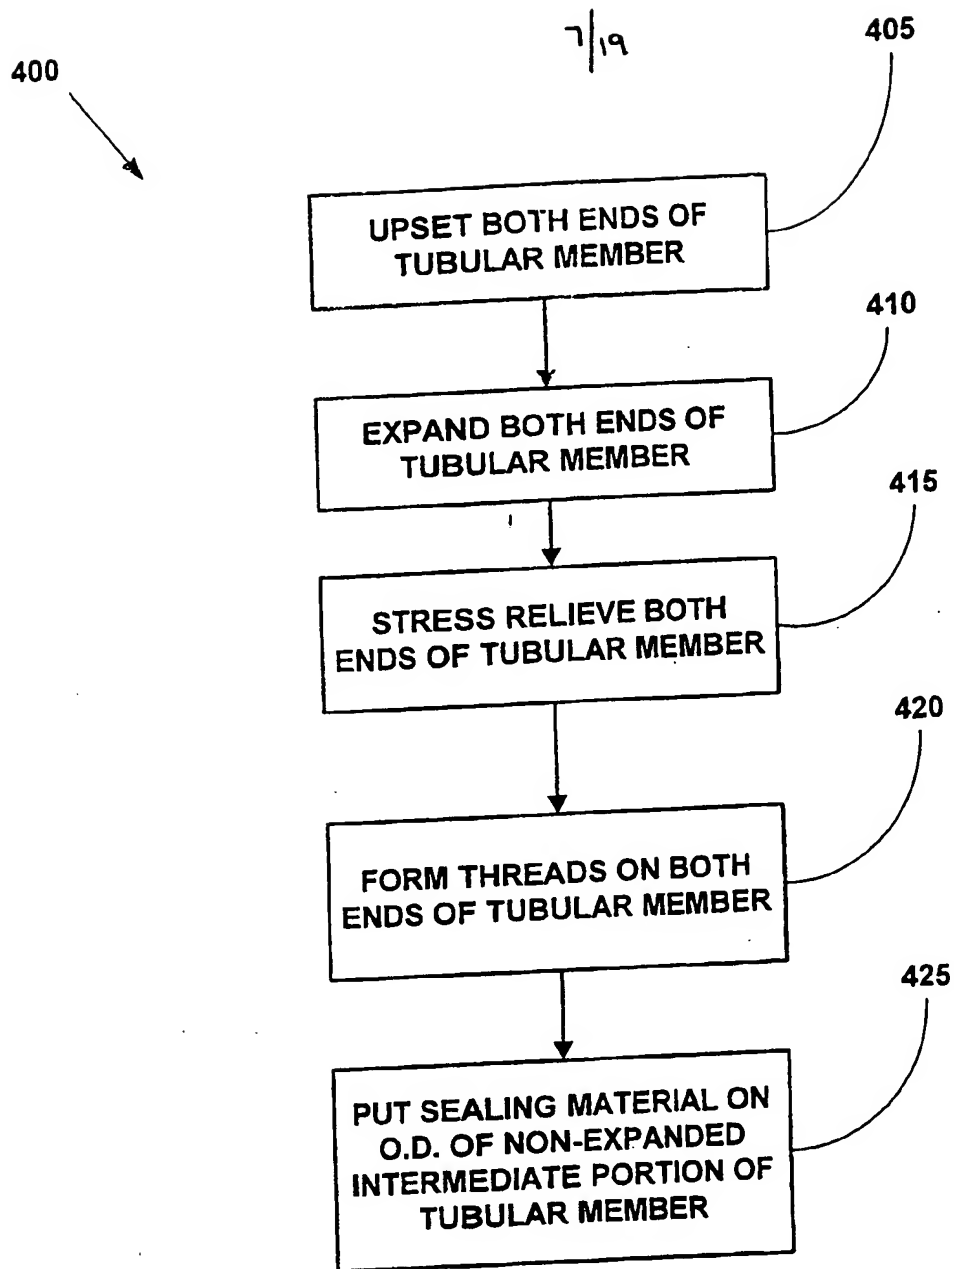 7/19
405
400
UPSET BOTH ENDS OF
TUBULAR MEMBER
410
EXPAND BOTH ENDS OF
TUBULAR MEMBER
415
STRESS RELIEVE BOTH
ENDS OF TUBULAR MEMBER
420
FORM THREADS ON BOTH
ENDS OF TUBULAR MEMBER
425
PUT SEALING MATERIAL ON
O.D. OF NON-EXPANDED
INTERMEDIATE PORTION OF
TUBULAR MEMBER